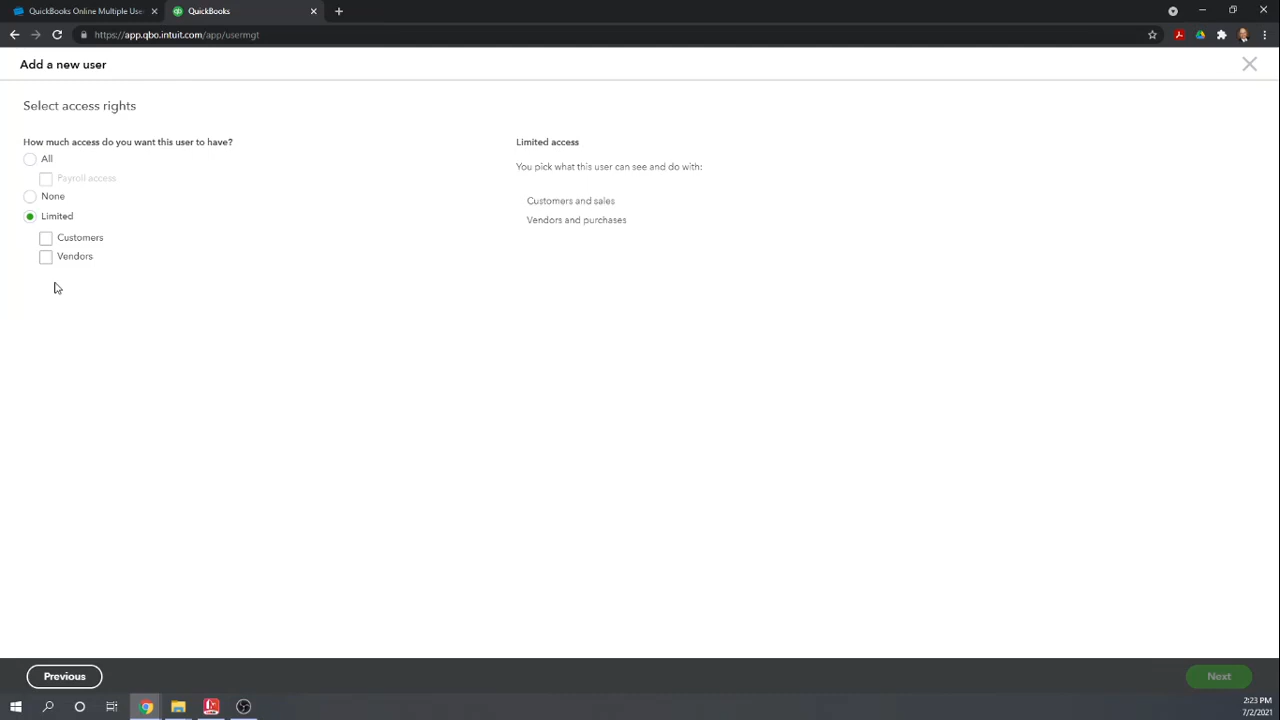 QuickBooks Online Multiple Use
QuickBooks
https://app.qbo.intuit.com/app/usermgt
Add a new user
Select access rights
How much access do you want this user to have?
All
Payroll access
None
Limited
Customers
Vendors
Limited access
You pick what this user can see and do with:
Customers and sales
Vendors and purchases
Previous
Next
2:23 PM
7/2/2021